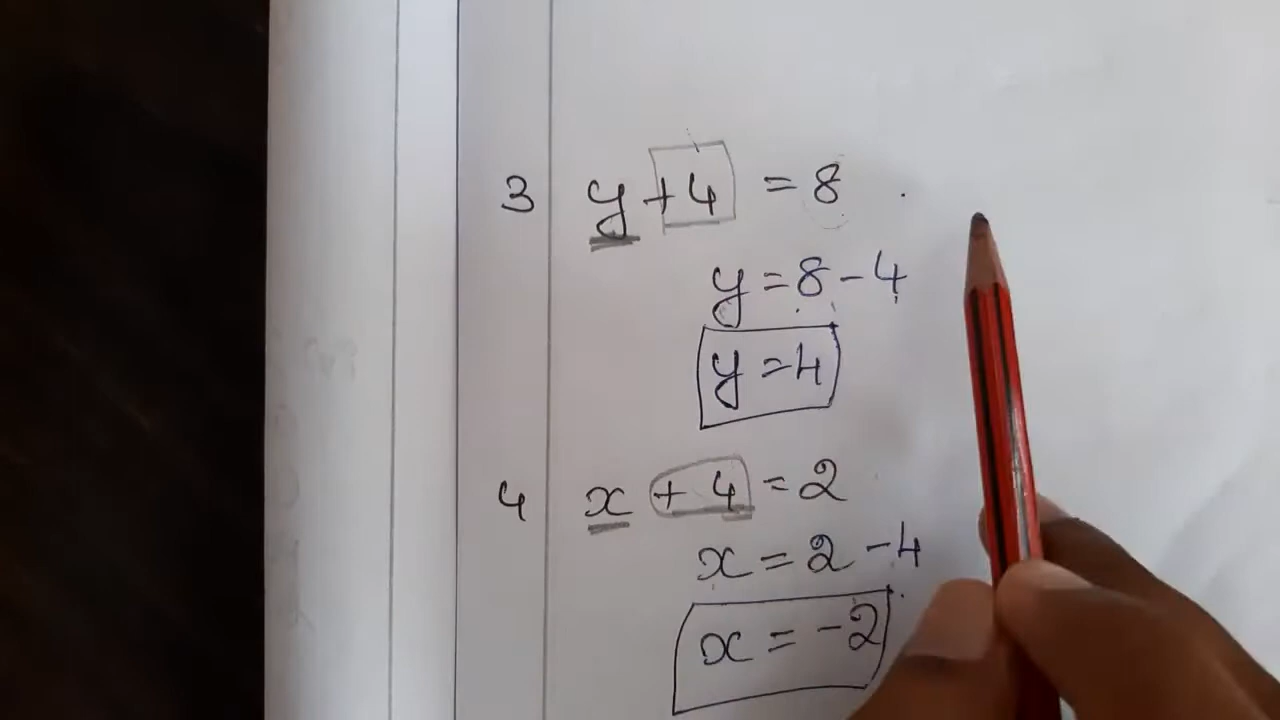 3 y + 4 = 8
y = 8 - 4
y = 4
4 x + 4 = 2
x = 2 - 4
x = -2